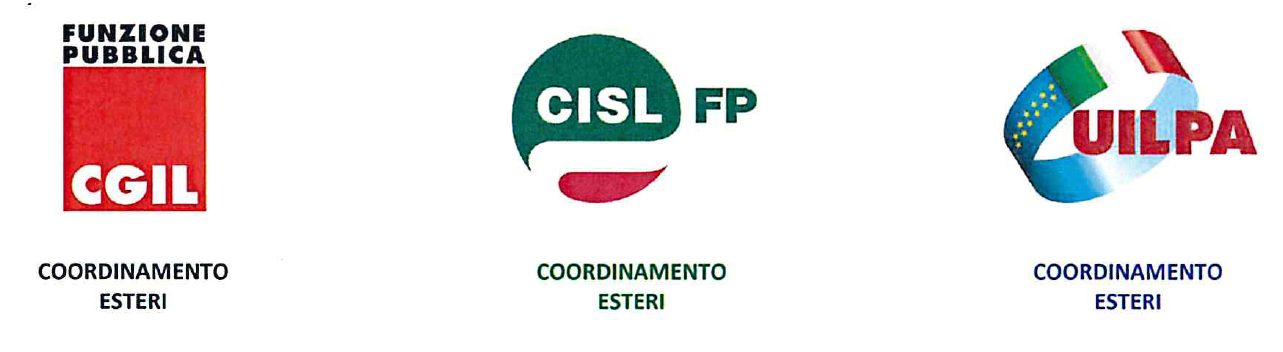 FUNZIONE
PUBBLICA
CGIL
COORDINAMENTO
ESTERI
CISL FP
COORDINAMENTO
ESTERI
UILPA
COORDINAMENTO
ESTERI